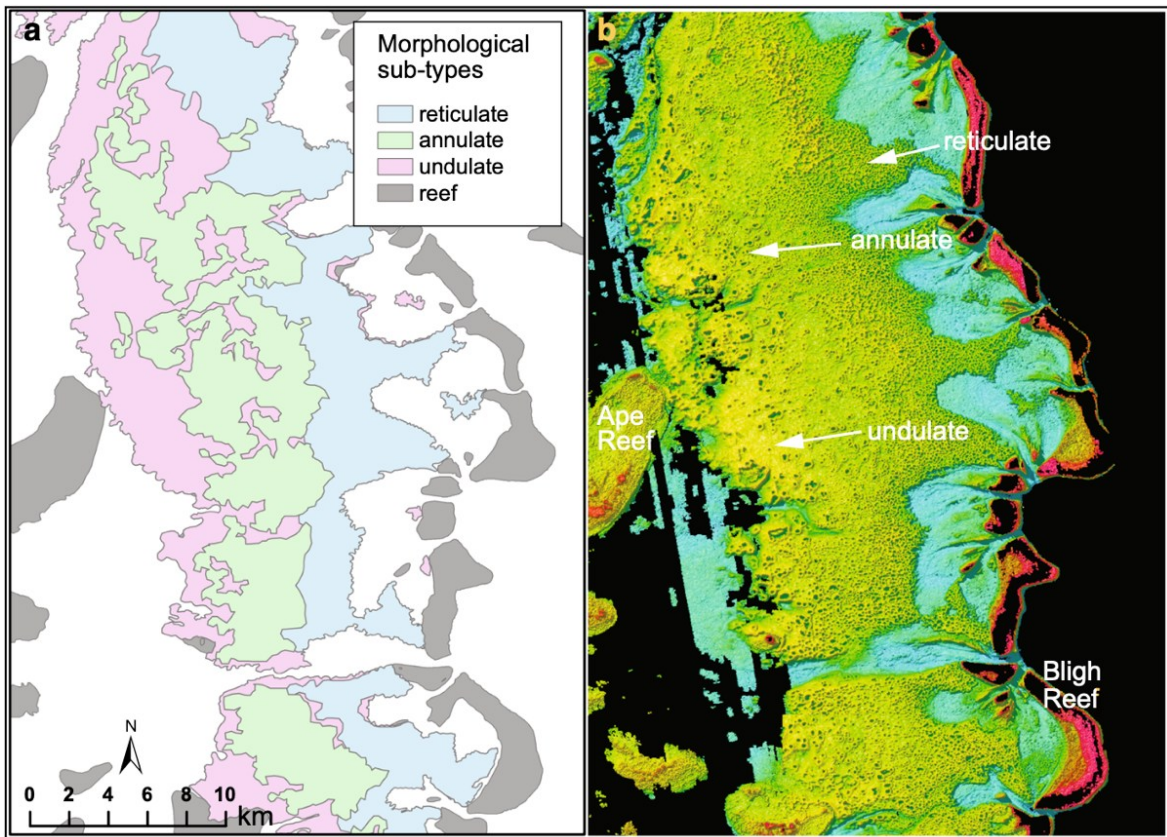 a
Morphological
sub-types
reticulate
annulate
undulate
reef
N
0 2 4 6 8 10
km
b
reticulate
annulate
Ape
Reef
undulate
Bligh
Reef